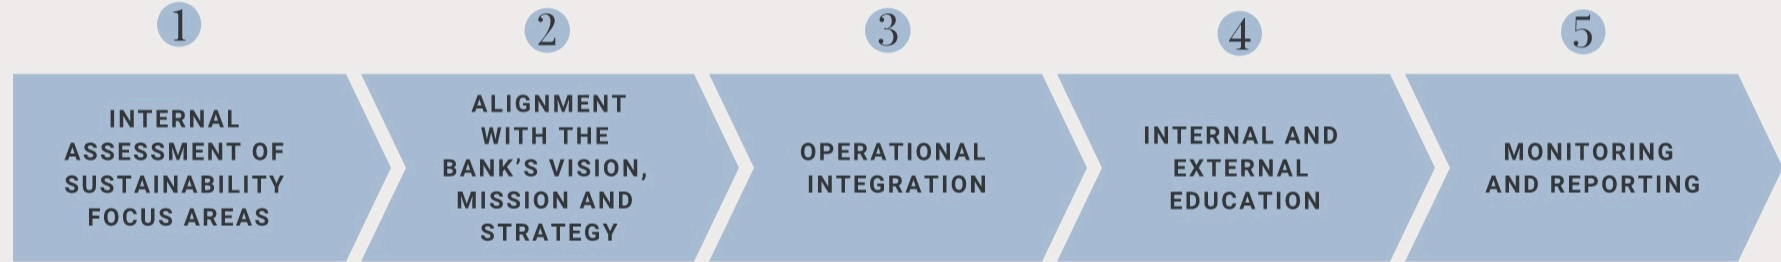 1
INTERNAL
ASSESSMENT OF
SUSTAINABILITY
FOCUS AREAS
2
ALIGNMENT
WITH THE
BANK’S VISION,
MISSION AND
STRATEGY
3
OPERATIONAL
INTEGRATION
4
INTERNAL AND
EXTERNAL
EDUCATION
5
MONITORING
AND REPORTING